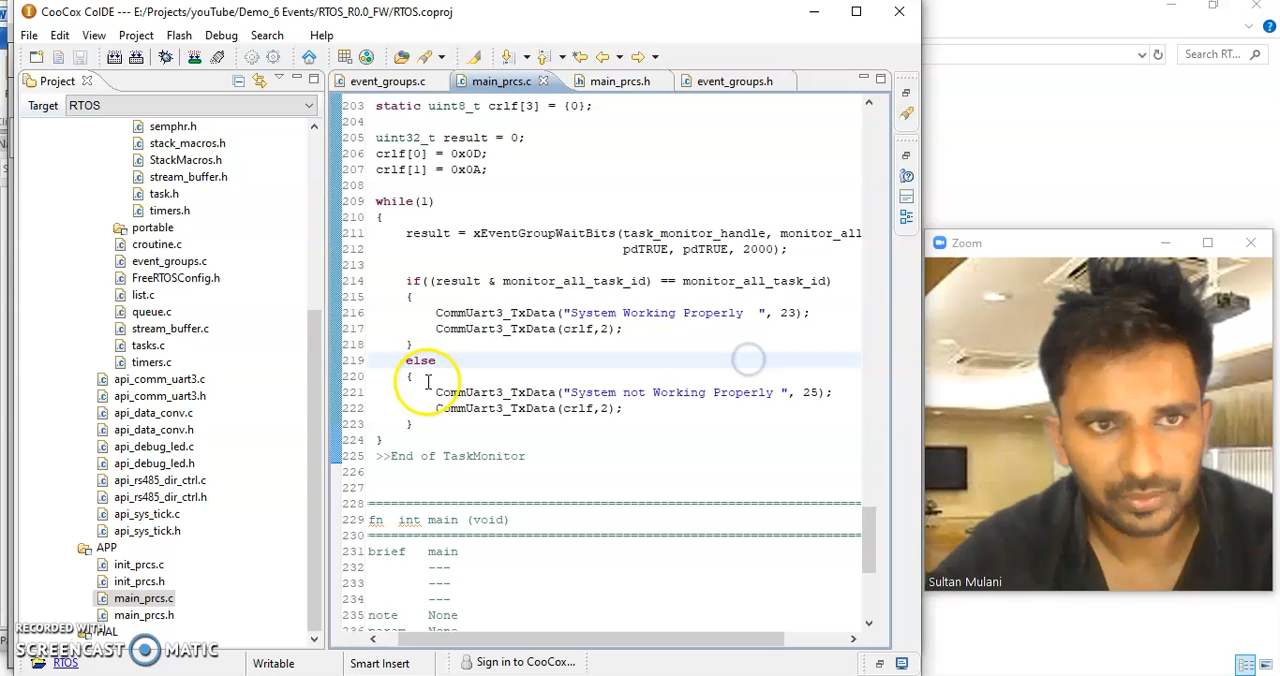 CooCox CoIDE --- E:/Projects/youTube/Demo_6 Events/RTOS_R0.0_FW/RTOS.coproj
File Edit View Project Flash Debug Search Help
Search RT...
Project
event_groups.c main_prcs.c main_prcs.h event_groups.h
Target RTOS
semphr.h
stack_macros.h
StackMacros.h
stream_buffer.h
task.h
timers.h
portable
croutine.c
event_groups.c
FreeRTOSConfig.h
list.c
queue.c
stream_buffer.c
tasks.c
timers.c
api_comm_uart3.c
api_comm_uart3.h
api_data_conv.c
api_data_conv.h
api_debug_led.c
api_debug_led.h
api_rs485_dir_ctrl.c
api_rs485_dir_ctrl.h
api_sys_tick.c
api_sys_tick.h
APP
init_prcs.c
init_prcs.h
main_prcs.c
main_prcs.h
HAL
RTOS
203 static uint8_t crlf[3] = {0};
204
205 uint32_t result = 0;
206 crlf[0] = 0x0D;
207 crlf[1] = 0x0A;
208
209 while(1)
210 {
211 result = xEventGroupWaitBits(task_monitor_handle, monitor_all
212 pdTRUE, pdTRUE, 2000);
213
214 if((result & monitor_all_task_id) == monitor_all_task_id)
215 {
216 CommUart3_TxData("System Working Properly  ", 23);
217 CommUart3_TxData(crlf,2);
218 }
219 else
220 {
221 CommUart3_TxData("System not Working Properly ", 25);
222 CommUart3_TxData(crlf,2);
223 }
224 }
225 >>End of TaskMonitor
226
227
228 ======================================================
229 fn int main (void)
230 ======================================================
231 brief main
232 ---
233 ---
234 ---
235 note None
236 param None
Writable Smart Insert Sign in to CooCox...
Zoom
Sultan Mulani
RECORDED WITH
SCREENCAST MATIC